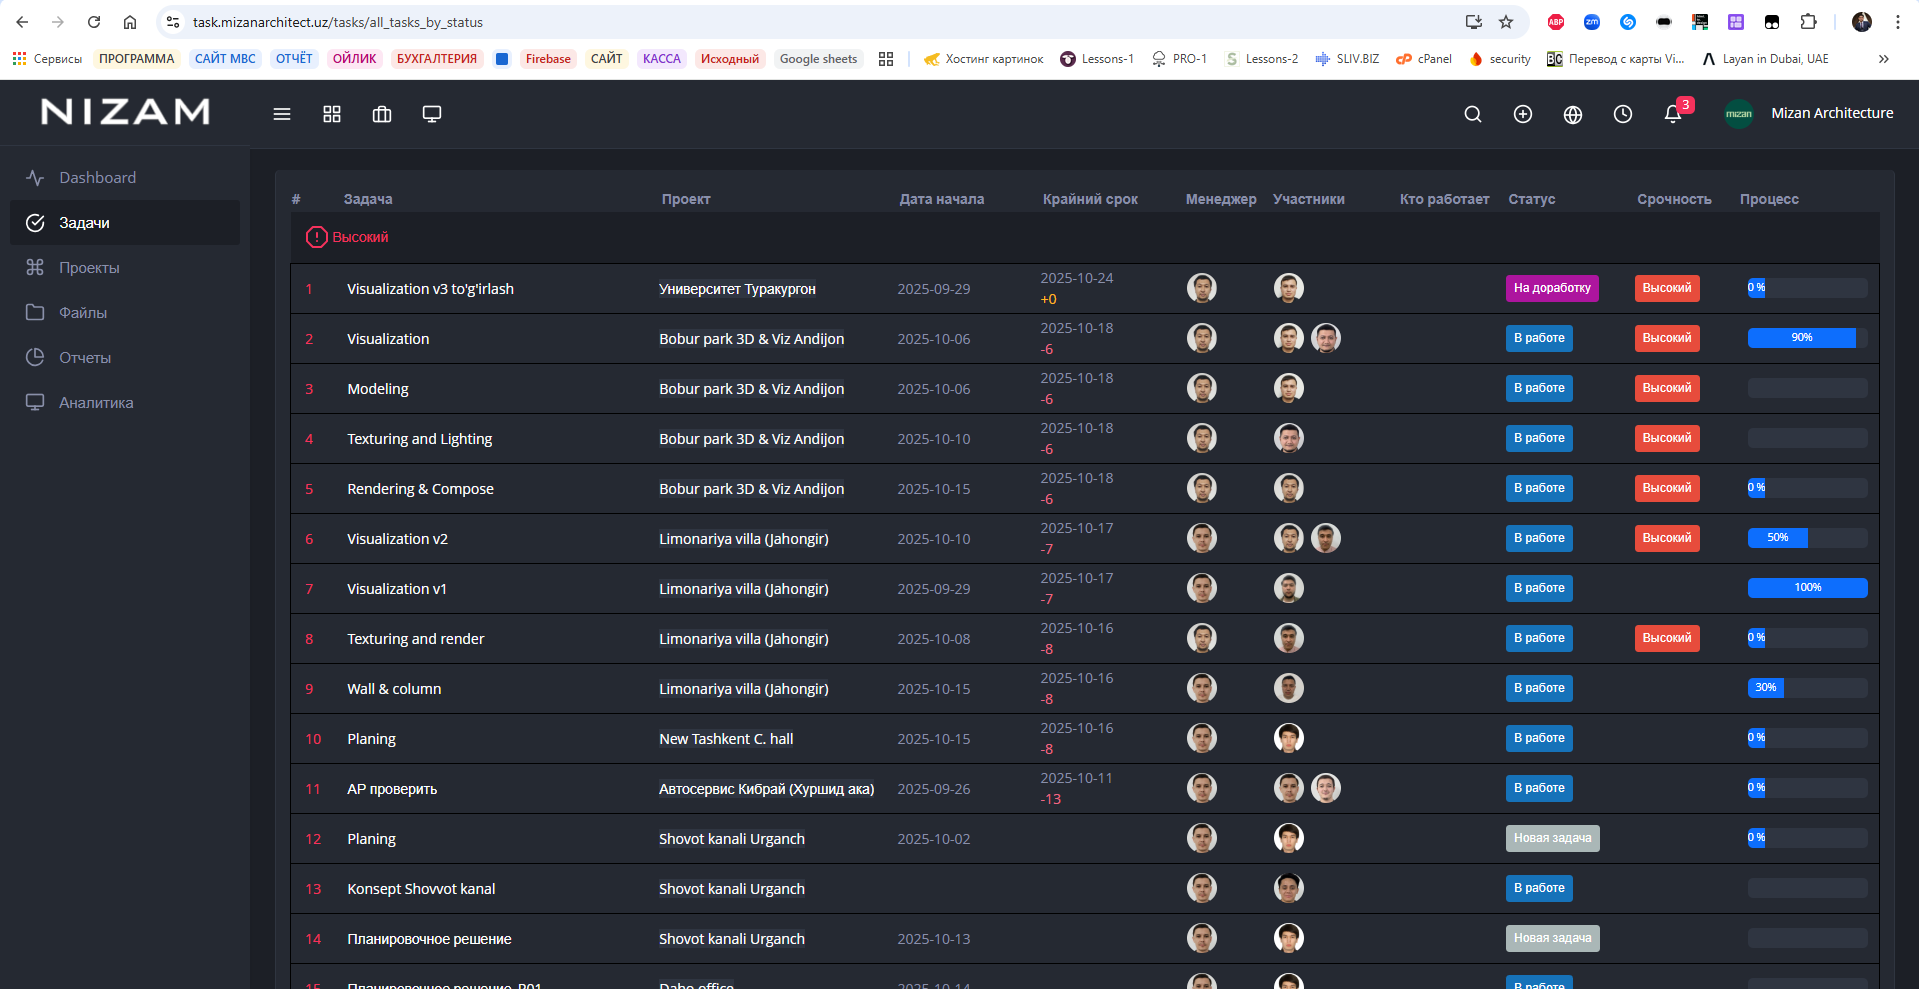 task.mizanarchitect.uz/tasks/all_tasks_by_status
ABP zm
Сервисы ПРОГРАММА САЙТ МВС ОТЧЁТ ОЙЛИК БУХГАЛТЕРИЯ Firebase САЙТ КАССА Исходный Google sheets Хостинг картинок Lessons-1 PRO-1 Lessons-2 SLIV.BIZ cPanel security Перевод с карты Vi... Layan in Dubai, UAE »
NIZAM 3 mizan Mizan Architecture
Dashboard
Задачи
Проекты
Файлы
Отчеты
Аналитика
# Задача Проект Дата начала Крайний срок Менеджер Участники Кто работает Статус Срочность Процесс
Высокий
1 Visualization v3 to'g'irlash Университет Туракургон 2025-09-29 2025-10-24 +0 На доработку Высокий 0 %
2 Visualization Bobur park 3D & Viz Andijon 2025-10-06 2025-10-18 -6 В работе Высокий 90%
3 Modeling Bobur park 3D & Viz Andijon 2025-10-06 2025-10-18 -6 В работе Высокий
4 Texturing and Lighting Bobur park 3D & Viz Andijon 2025-10-10 2025-10-18 -6 В работе Высокий
5 Rendering & Compose Bobur park 3D & Viz Andijon 2025-10-15 2025-10-18 -6 В работе Высокий 0 %
6 Visualization v2 Limonariya villa (Jahongir) 2025-10-10 2025-10-17 -7 В работе Высокий 50%
7 Visualization v1 Limonariya villa (Jahongir) 2025-09-29 2025-10-17 -7 В работе 100%
8 Texturing and render Limonariya villa (Jahongir) 2025-10-08 2025-10-16 -8 В работе Высокий 0 %
9 Wall & column Limonariya villa (Jahongir) 2025-10-15 2025-10-16 -8 В работе 30%
10 Planing New Tashkent C. hall 2025-10-15 2025-10-16 -8 В работе 0 %
11 АР проверить Автосервис Кибрай (Хуршид ака) 2025-09-26 2025-10-11 -13 В работе 0 %
12 Planing Shovot kanali Urganch 2025-10-02 Новая задача 0 %
13 Konsept Shovvot kanal Shovot kanali Urganch В работе
14 Планировочное решение Shovot kanali Urganch 2025-10-13 Новая задача
15 Планировочное решение Daho office 2025-10-14 В работе